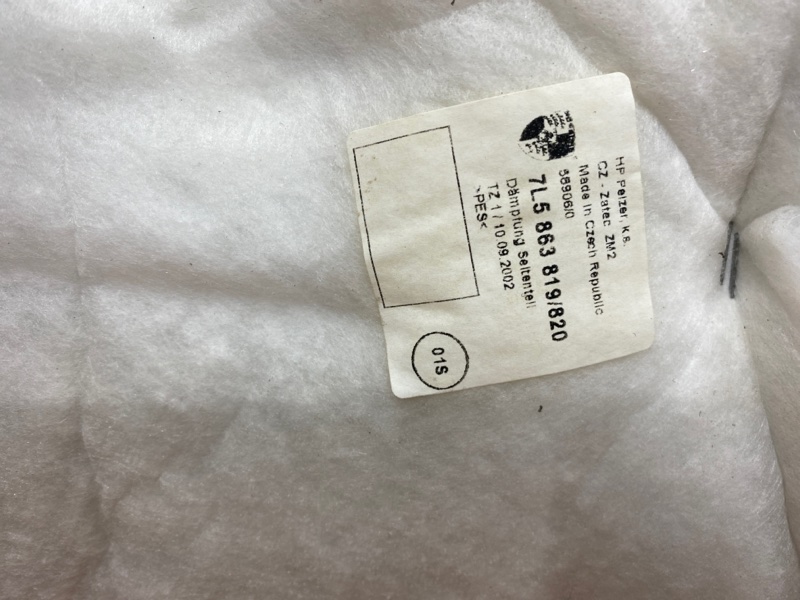 HP Pelzer, k.s.
CZ - Zatec ZM2
Made in Czech Republic
7L5 863 819/820
Dämpfung Seitenteil
TZ 1 / 10.09.2002
>PES<
01S